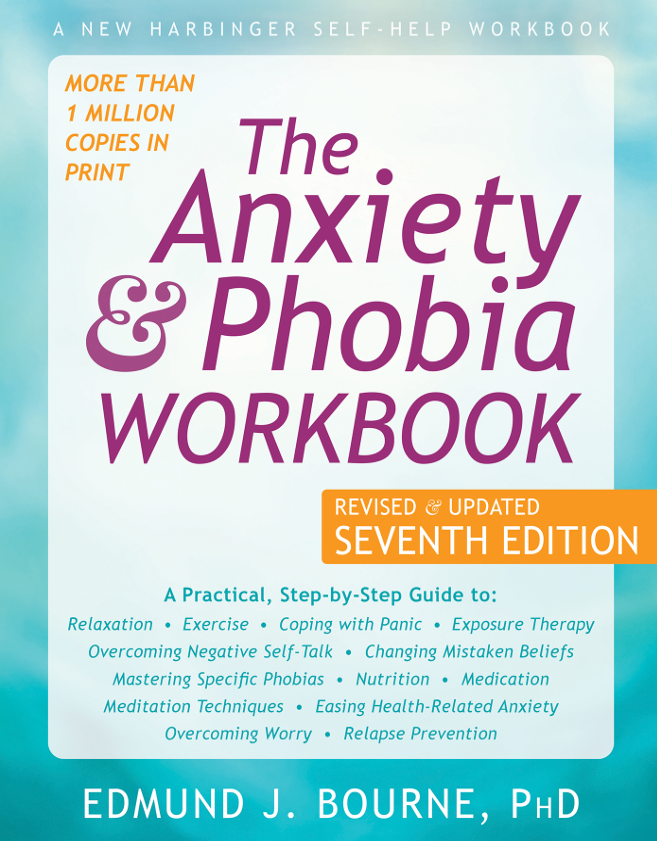 A NEW HARBINGER SELF-HELP WORKBOOK
MORE THAN
1 MILLION
COPIES IN
PRINT
The
Anxiety
& Phobia
WORKBOOK
REVISED & UPDATED
SEVENTH EDITION
A Practical, Step-by-Step Guide to:
Relaxation • Exercise • Coping with Panic • Exposure Therapy
Overcoming Negative Self-Talk • Changing Mistaken Beliefs
Mastering Specific Phobias • Nutrition • Medication
Meditation Techniques • Easing Health-Related Anxiety
Overcoming Worry • Relapse Prevention
EDMUND J. BOURNE, PHD